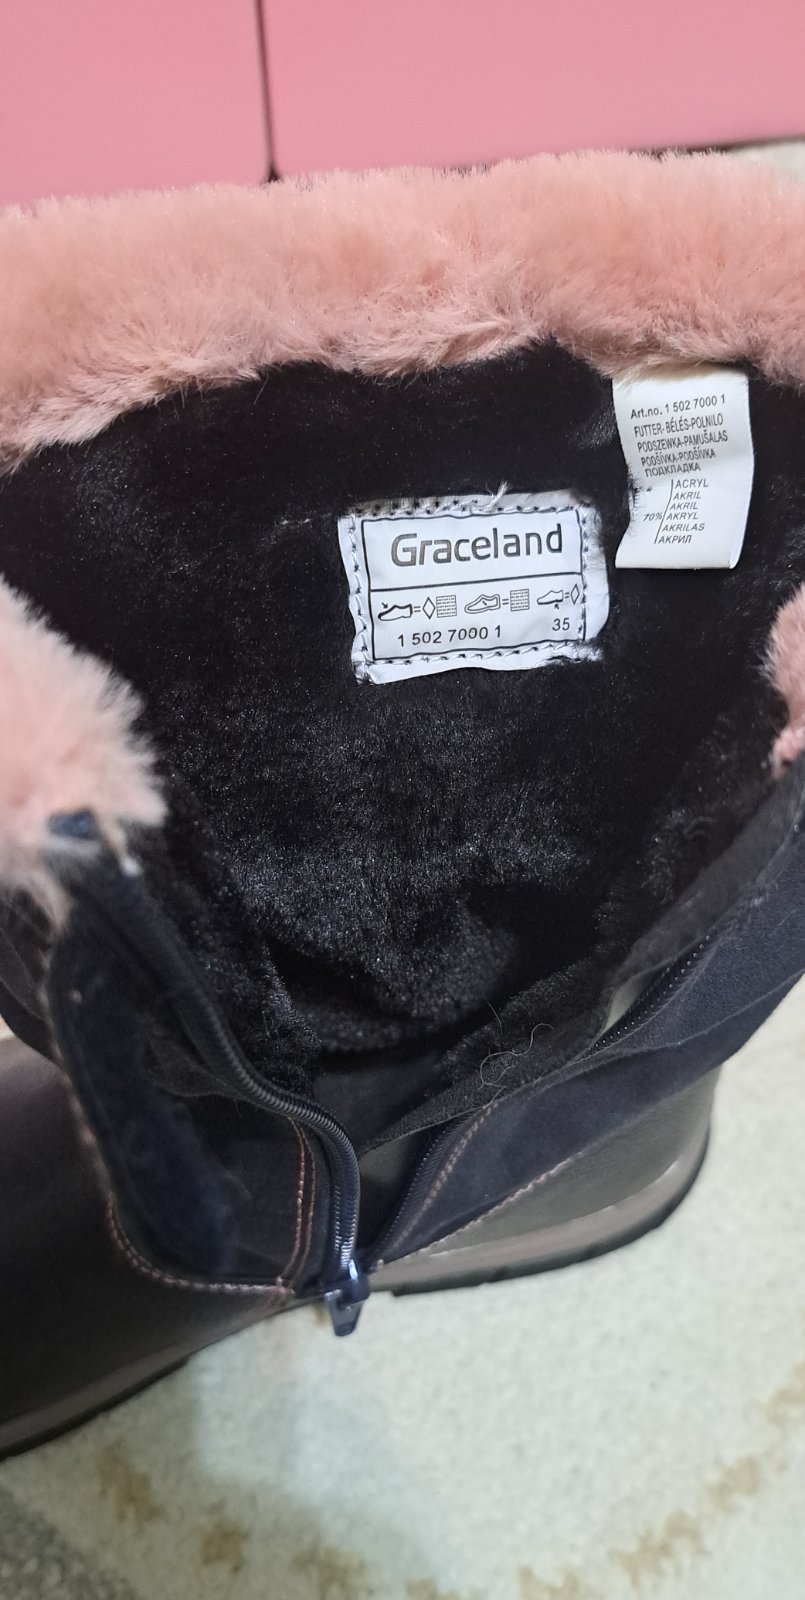 Art.no. 1 502 7000 1
FUTTER-BÉLÉS-POLNILO
PODSZEWKA-PAMUŠALAS
PODŠÍVKA-PODŠÍVKA
ПОДКЛАДКА
ACRYL
AKRIL
AKRIL
70% AKRYL
AKRILAS
АКРИЛ
Graceland
1 502 7000 1 35